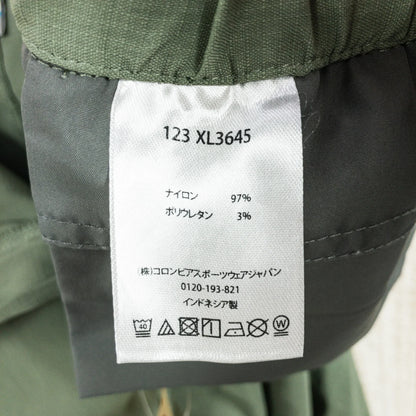 123 XL3645
ナイロン 97%
ポリウレタン 3%
㈱コロンビアスポーツウェアジャパン
0120-193-821
インドネシア製
40
W